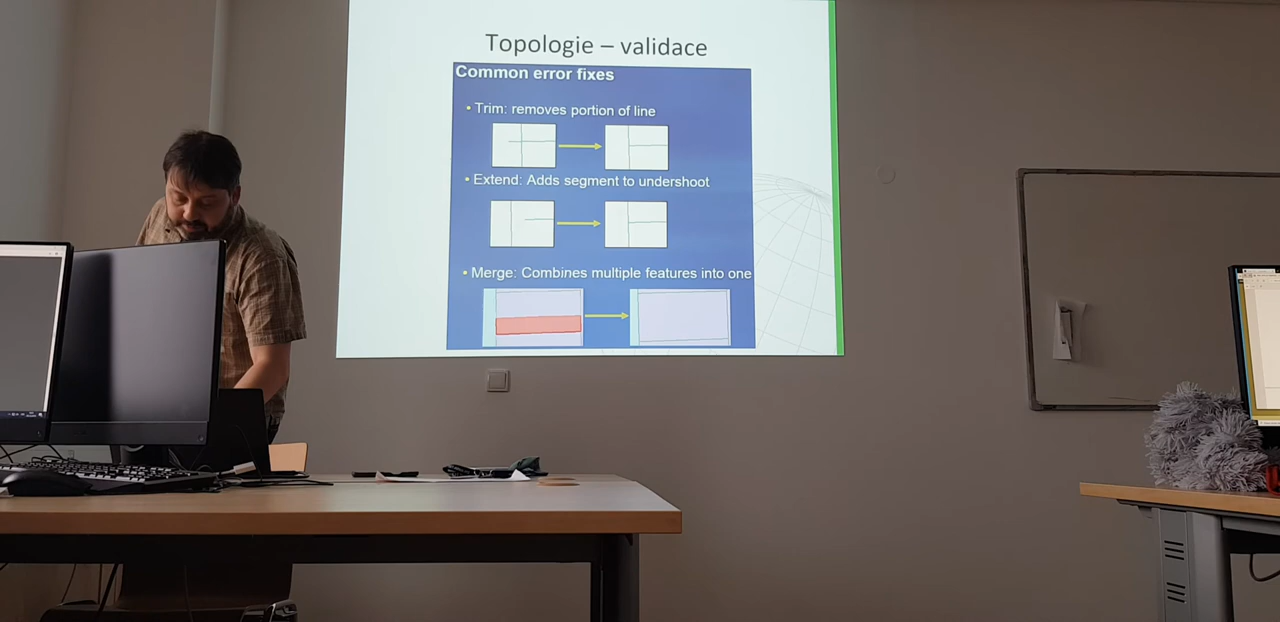 Topologie – validace
Common error fixes
• Trim: removes portion of line
• Extend: Adds segment to undershoot
• Merge: Combines multiple features into one